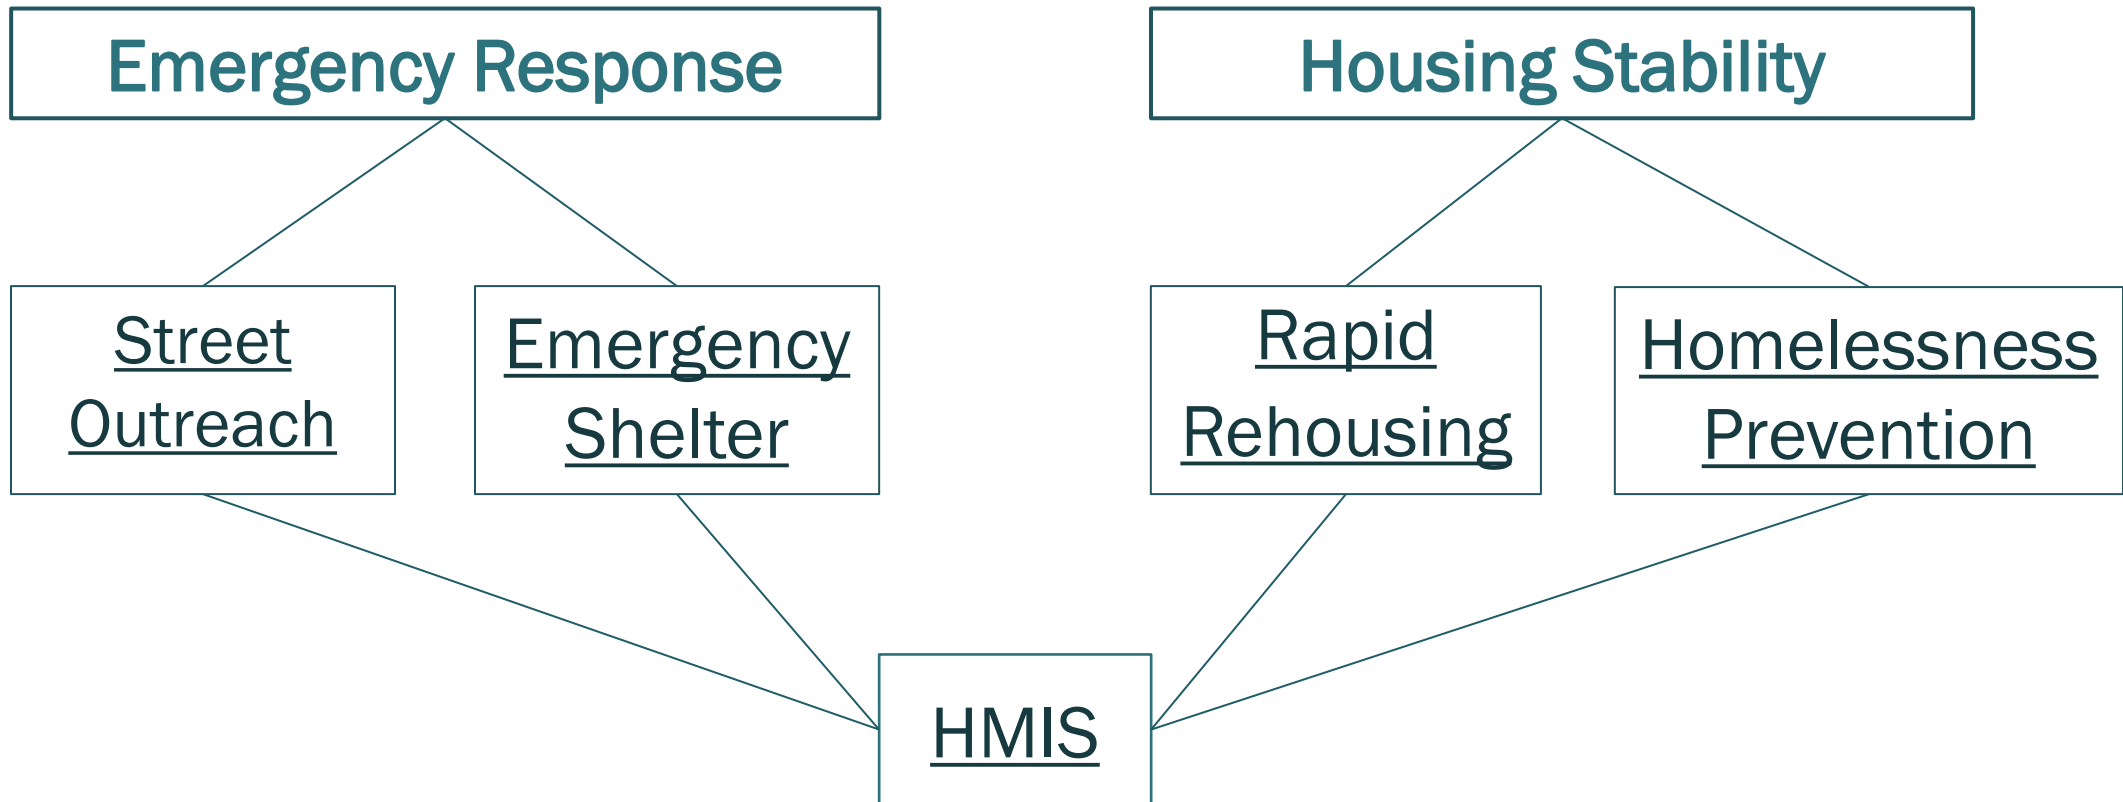 Emergency Response
Housing Stability
Street
Outreach
Emergency
Shelter
Rapid
Rehousing
Homelessness
Prevention
HMIS